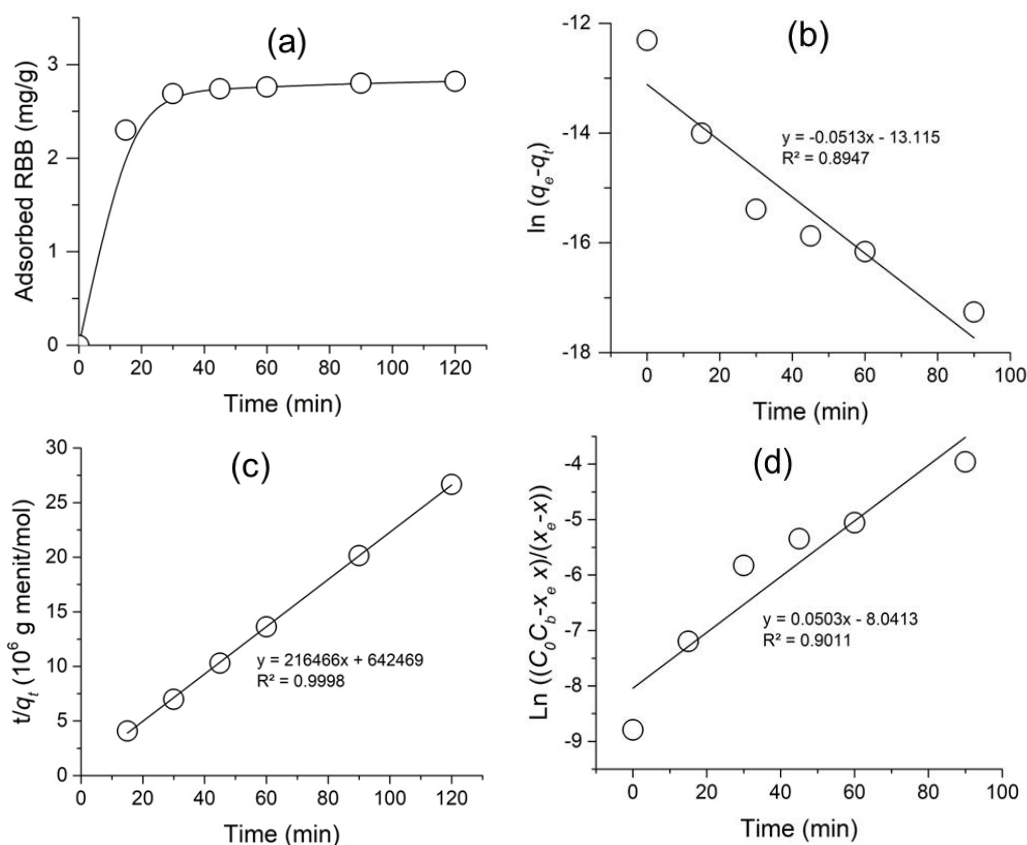 (a)
Adsorbed RBB (mg/g)
3
2
1
0
0 20 40 60 80 100 120
Time (min)
(b)
ln (qₑ-qₜ)
-12
-14
-16
-18
y = -0.0513x - 13.115
R² = 0.8947
0 20 40 60 80 100
Time (min)
(c)
t/qₜ (10⁶ g menit/mol)
30
25
20
15
10
5
0
y = 216466x + 642469
R² = 0.9998
0 20 40 60 80 100 120
Time (min)
(d)
Ln ((C₀C_b-xₑ x)/(xₑ-x))
-4
-5
-6
-7
-8
-9
y = 0.0503x - 8.0413
R² = 0.9011
0 20 40 60 80 100
Time (min)